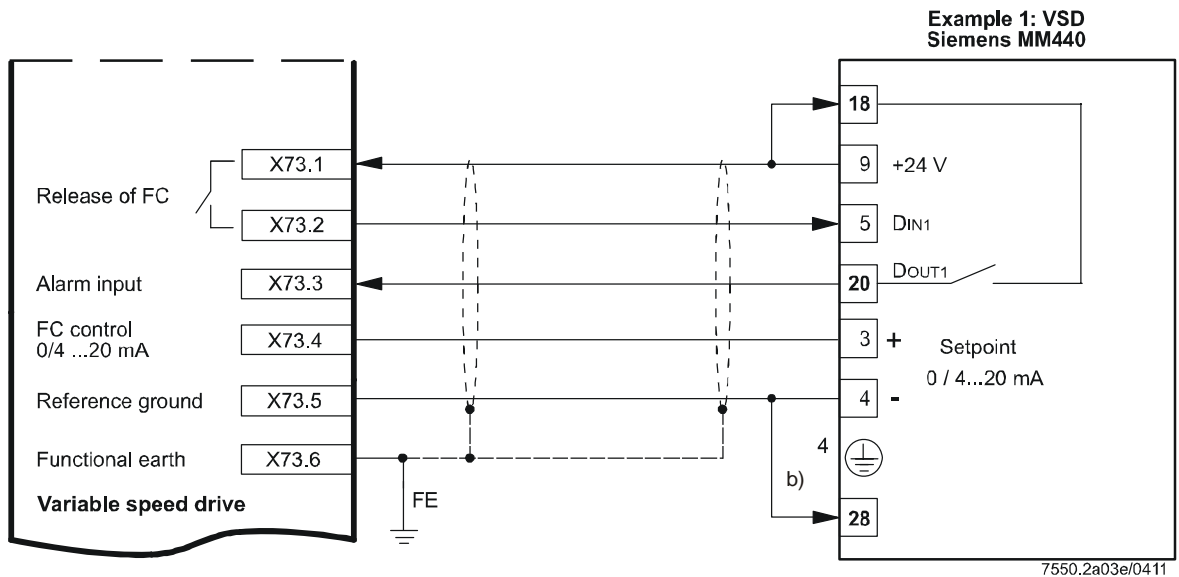 Example 1: VSD
Siemens MM440
18
X73.1
9 +24 V
Release of FC
X73.2
5 DIN1
Alarm input
X73.3
20 DOUT1
FC control
0/4 ...20 mA
X73.4
3 +
Setpoint
0 / 4...20 mA
Reference ground
X73.5
4 -
Functional earth
X73.6
4
b)
Variable speed drive
FE
28
7550.2a03e/0411